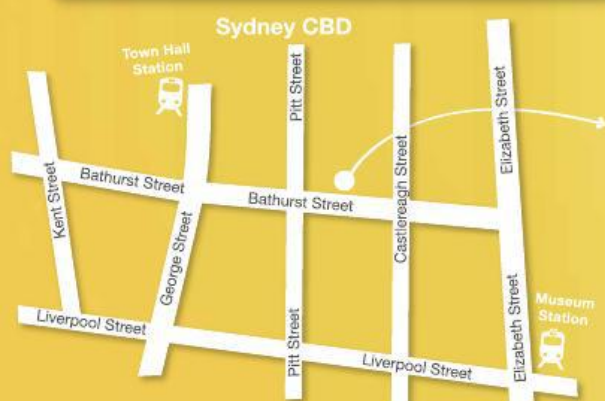 Sydney CBD
Town Hall
Station
Pitt Street
Castlereagh Street
Elizabeth Street
Kent Street
Bathurst Street
George Street
Bathurst Street
Liverpool Street
Pitt Street
Liverpool Street
Elizabeth Street
Museum
Station